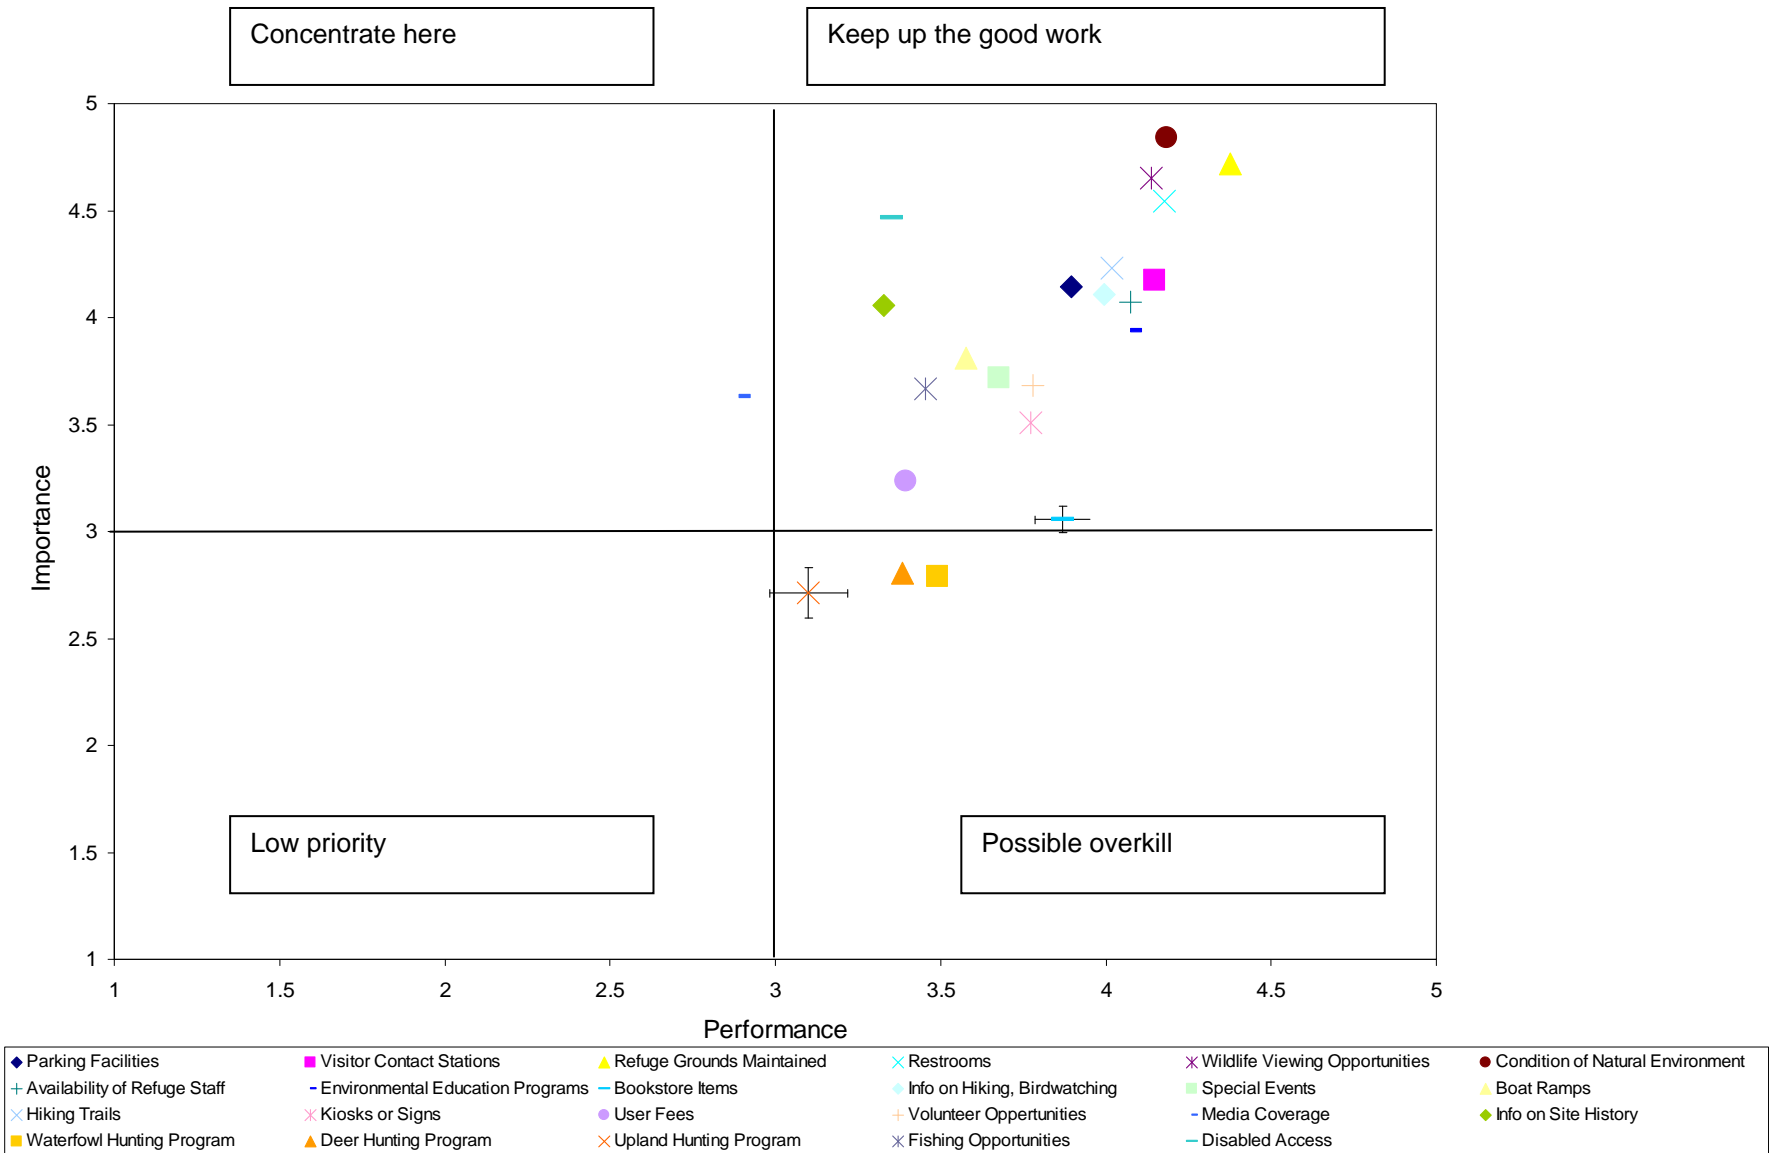 Concentrate here
Keep up the good work
5
4.5
4
3.5
3
2.5
2
1.5
1
Importance
Low priority
Possible overkill
1 1.5 2 2.5 3 3.5 4 4.5 5
Performance
Parking Facilities Visitor Contact Stations Refuge Grounds Maintained Restrooms Wildlife Viewing Opportunities Condition of Natural Environment
Availability of Refuge Staff Environmental Education Programs Bookstore Items Info on Hiking, Birdwatching Special Events Boat Ramps
Hiking Trails Kiosks or Signs User Fees Volunteer Oppertunities Media Coverage Info on Site History
Waterfowl Hunting Program Deer Hunting Program Upland Hunting Program Fishing Opportunities Disabled Access